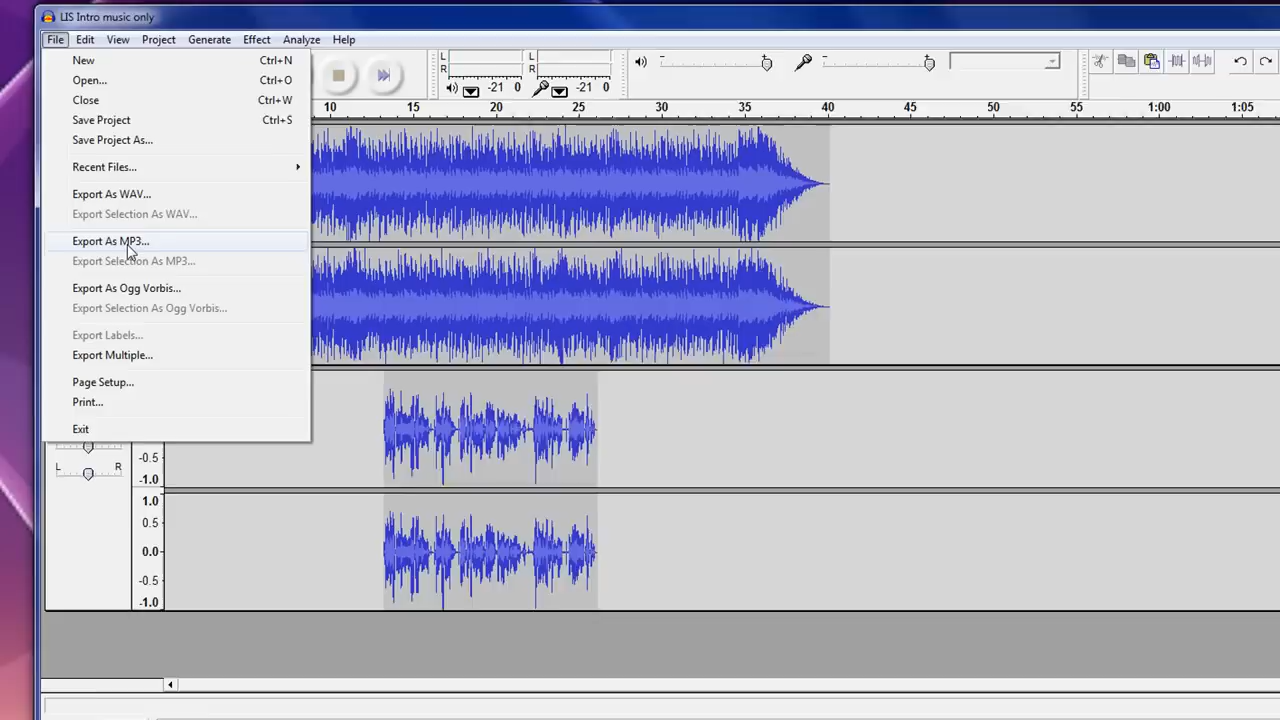 LIS Intro music only
File Edit View Project Generate Effect Analyze Help
New Ctrl+N
Open... Ctrl+O
Close Ctrl+W
Save Project Ctrl+S
Save Project As...
Recent Files...
Export As WAV...
Export Selection As WAV...
Export As MP3...
Export Selection As MP3...
Export As Ogg Vorbis...
Export Selection As Ogg Vorbis...
Export Labels...
Export Multiple...
Page Setup...
Print...
Exit
L
R
-21 0
L
R
-21 0
10 15 20 25 30 35 40 45 50 55 1:00 1:05
L R
-0.5
-1.0
1.0
0.5
0.0
-0.5
-1.0